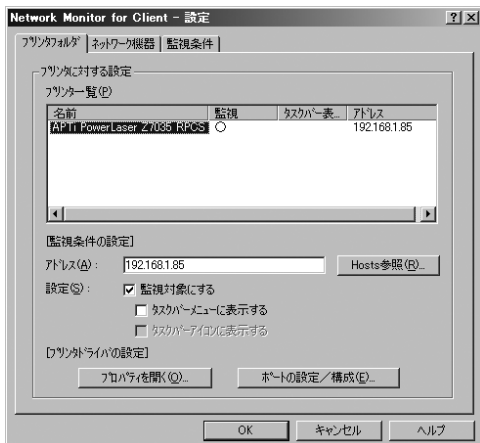 Network Monitor for Client - 設定
プリンタフォルダ ネットワーク機器 監視条件
プリンタに対する設定
プリンター覧(P)
名前 監視 タスクバー表... アドレス
APTi PowerLaser Z7035 RPCS ○ 192.168.1.85
[監視条件の設定]
アドレス(A): 192.168.1.85 Hosts参照(R)...
設定(S): 監視対象にする
タスクバーメニューに表示する
タスクバーアイコンに表示する
[プリンタドライバの設定]
プロパティを開く(O)... ポートの設定/構成(E)...
OK キャンセル ヘルプ